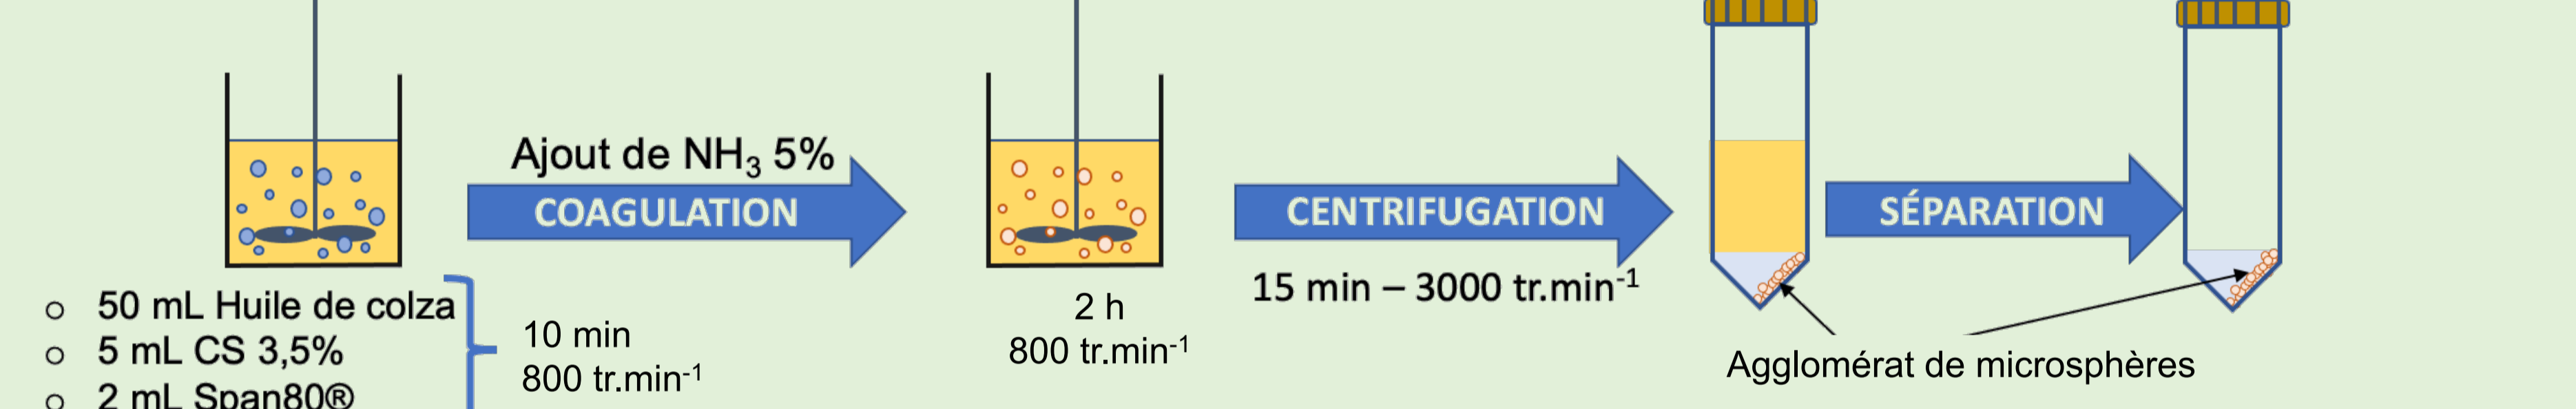 Ajout de NH₃ 5%
COAGULATION
CENTRIFUGATION
SÉPARATION
15 min – 3000 tr.min⁻¹
o 50 mL Huile de colza
o 5 mL CS 3,5%
o 2 mL Span80®
10 min
800 tr.min⁻¹
2 h
800 tr.min⁻¹
Agglomérat de microsphères